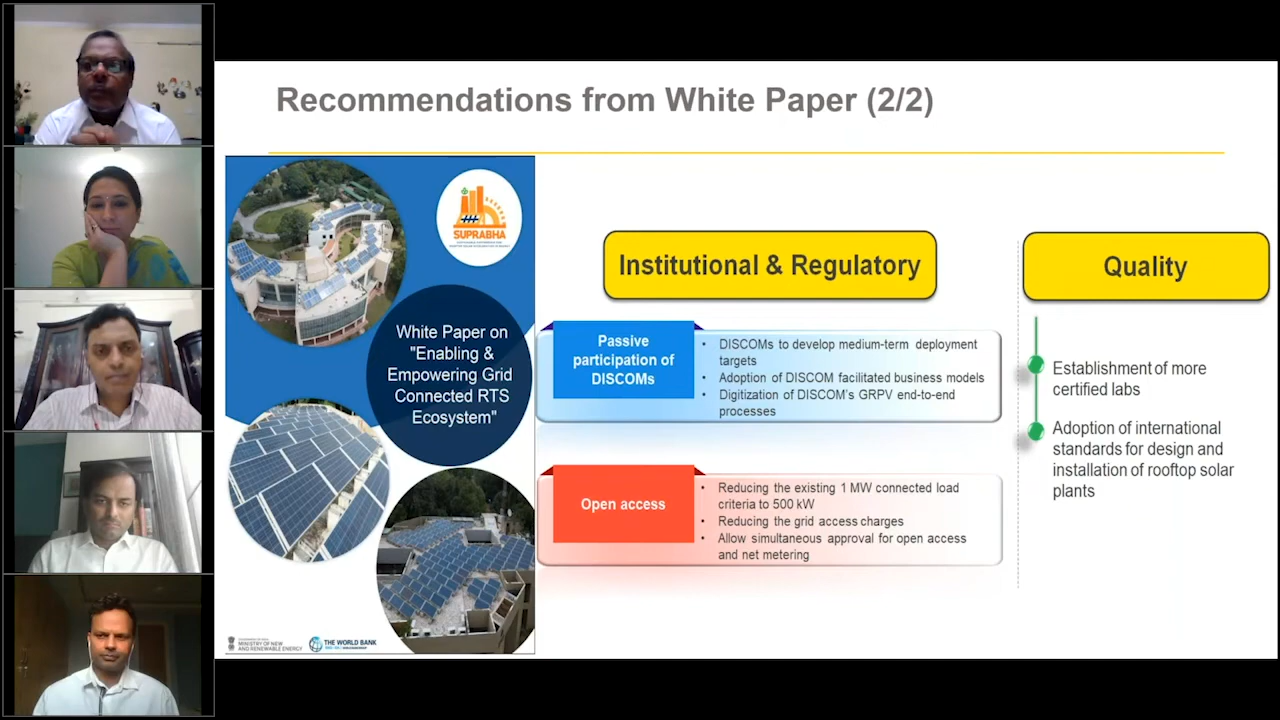 Recommendations from White Paper (2/2)
SUPRABHA
White Paper on
"Enabling &
Empowering Grid
Connected RTS
Ecosystem"
MINISTRY OF NEW
AND RENEWABLE ENERGY
THE WORLD BANK
Institutional & Regulatory
Passive
participation of
DISCOMs
• DISCOMs to develop medium-term deployment
targets
• Adoption of DISCOM facilitated business models
• Digitization of DISCOM's GRPV end-to-end
processes
Open access
• Reducing the existing 1 MW connected load
criteria to 500 kW
• Reducing the grid access charges
• Allow simultaneous approval for open access
and net metering
Quality
Establishment of more
certified labs
Adoption of international
standards for design and
installation of rooftop solar
plants